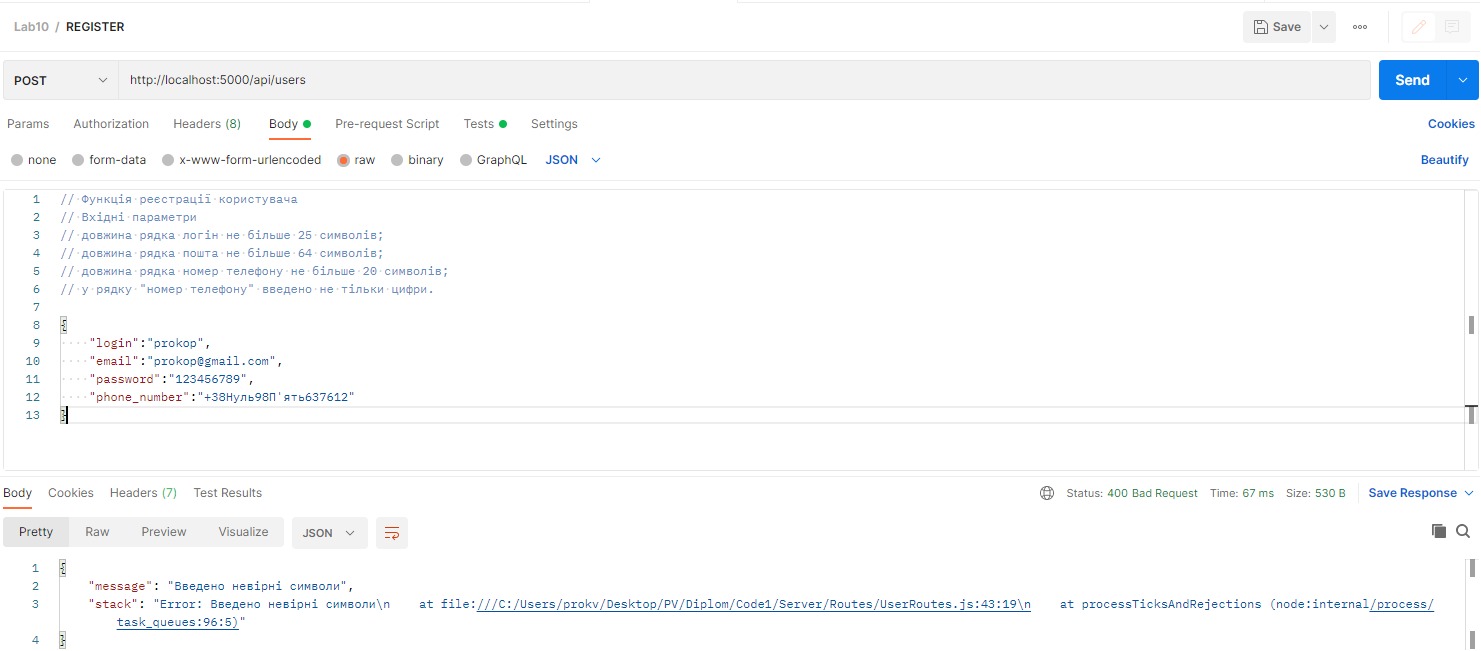 Lab10 / REGISTER
Save
POST http://localhost:5000/api/users Send
Params Authorization Headers (8) Body Pre-request Script Tests Settings Cookies
none form-data x-www-form-urlencoded raw binary GraphQL JSON Beautify
1 // Функція реєстрації користувача
2 // Вхідні параметри
3 // довжина рядка логін не більше 25 символів;
4 // довжина рядка пошта не більше 64 символів;
5 // довжина рядка номер телефону не більше 20 символів;
6 // у рядку "номер телефону" введено не тільки цифри.
7
8 {
9 "login":"prokop",
10 "email":"prokop@gmail.com",
11 "password":"123456789",
12 "phone_number":"+38Нуль98П'ять637612"
13 }
Body Cookies Headers (7) Test Results Status: 400 Bad Request Time: 67 ms Size: 530 B Save Response
Pretty Raw Preview Visualize JSON
1 {
2 "message": "Введено невірні символи",
3 "stack": "Error: Введено невірні символи\n    at file:///C:/Users/prokv/Desktop/PV/Diplom/Code1/Server/Routes/UserRoutes.js:43:19\n    at processTicksAndRejections (node:internal/process/
task_queues:96:5)"
4 }